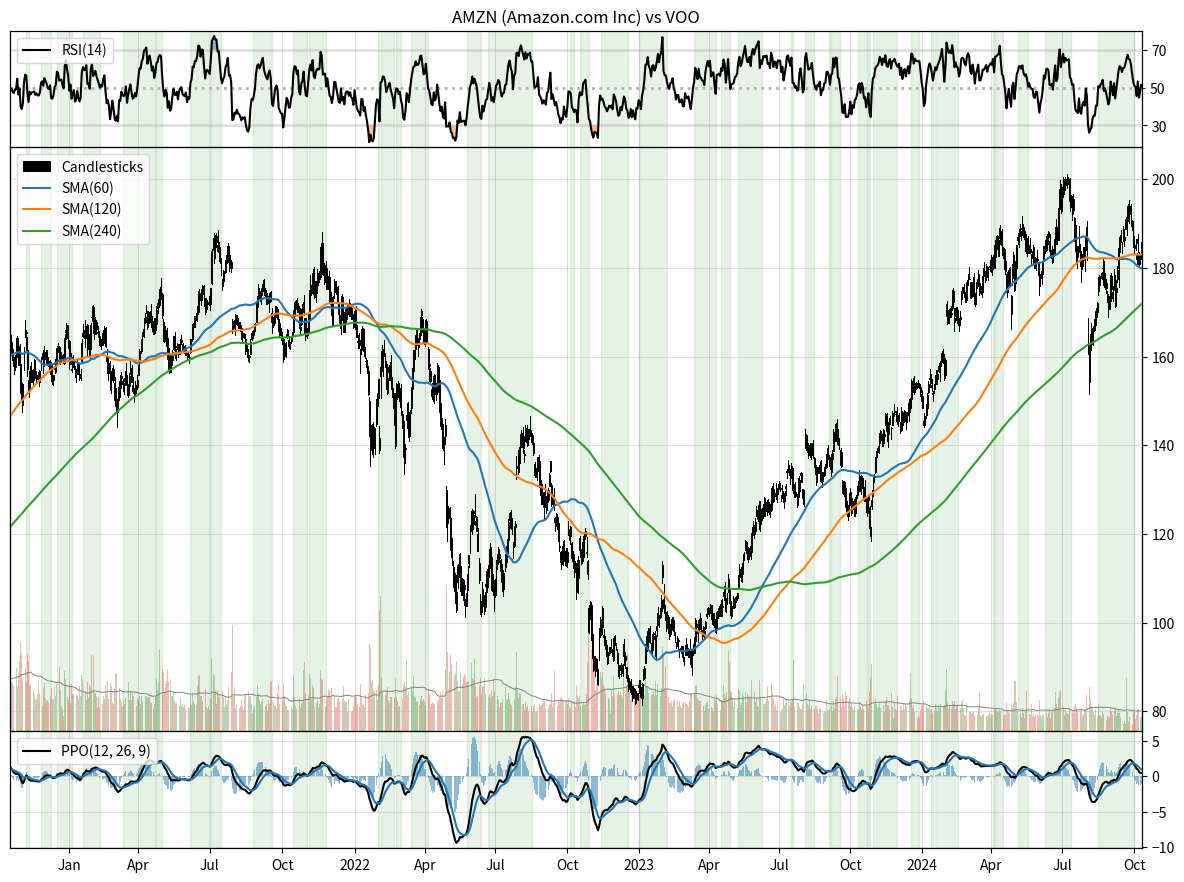 AMZN (Amazon.com Inc) vs VOO
RSI(14)
70
50
30
Candlesticks
SMA(60)
SMA(120)
SMA(240)
200
180
160
140
120
100
80
PPO(12, 26, 9)
5
0
−5
−10
Jan Apr Jul Oct 2022 Apr Jul Oct 2023 Apr Jul Oct 2024 Apr Jul Oct